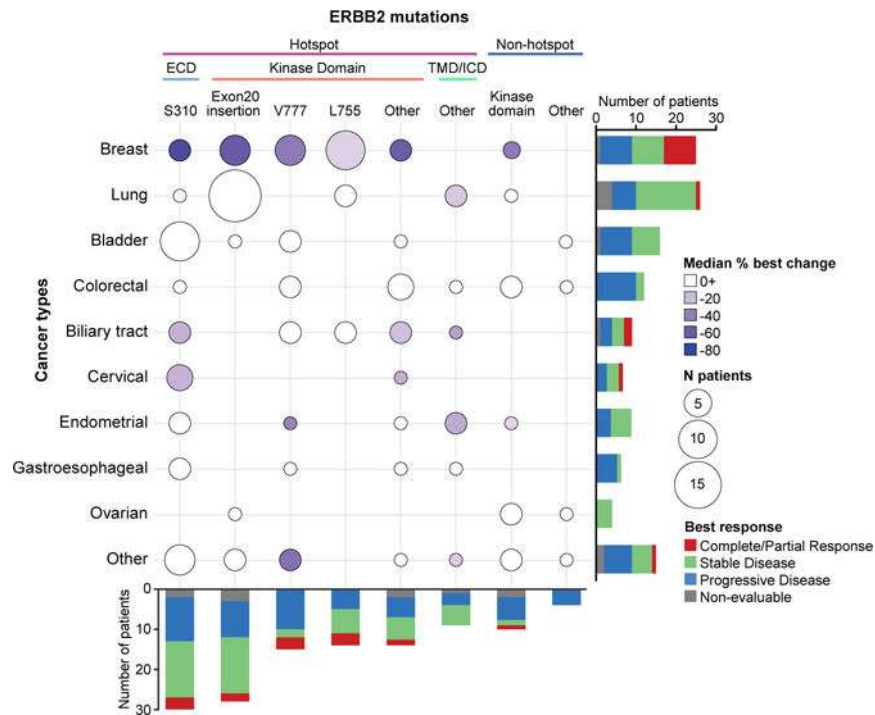 ERBB2 mutations
Hotspot
Non-hotspot
ECD
Kinase Domain
TMD/ICD
S310
Exon20
insertion
V777
L755
Other
Other
Kinase
domain
Other
Number of patients
0 10 20 30
Cancer types
Breast
Lung
Bladder
Colorectal
Biliary tract
Cervical
Endometrial
Gastroesophageal
Ovarian
Other
Median % best change
0+
-20
-40
-60
-80
N patients
5
10
15
Best response
Complete/Partial Response
Stable Disease
Progressive Disease
Non-evaluable
Number of patients
0
10
20
30